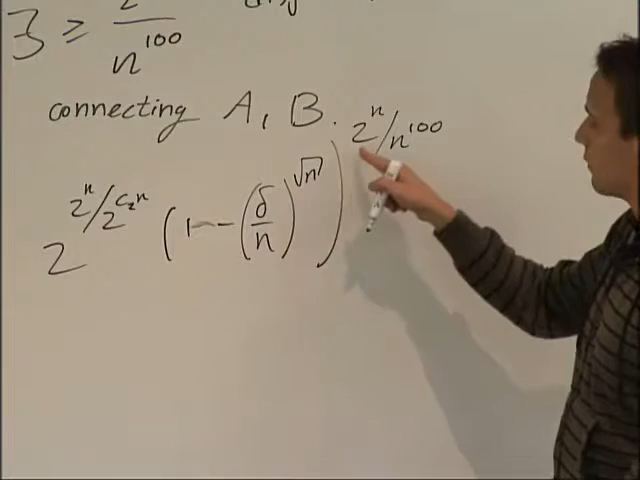 3 ≥ 2 / n^100
connecting A, B.
2^(2^n/2^(c₂n)) (1 - (δ/n)^√n)^(2^n/n^100)